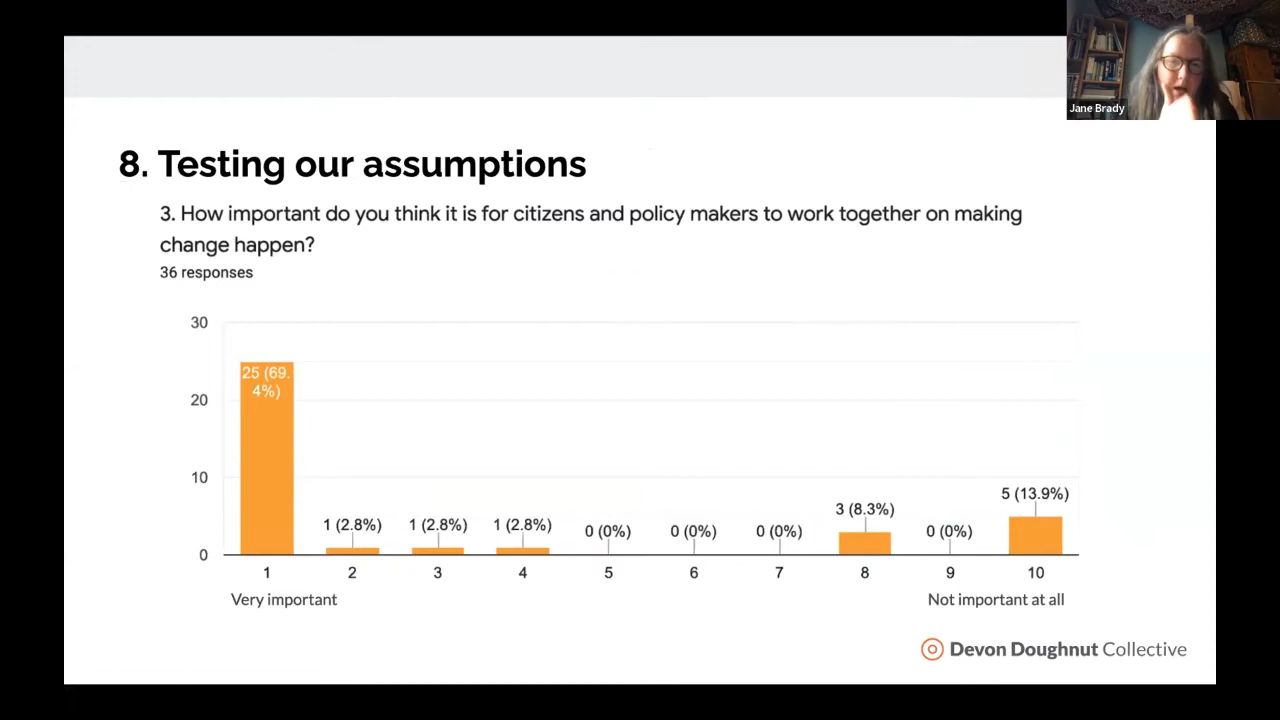 Jane Brady
8. Testing our assumptions
3. How important do you think it is for citizens and policy makers to work together on making
change happen?
36 responses
30
20
10
0
25 (69.
4%)
1 (2.8%)
1 (2.8%)
1 (2.8%)
0 (0%)
0 (0%)
0 (0%)
3 (8.3%)
0 (0%)
5 (13.9%)
1 2 3 4 5 6 7 8 9 10
Very important
Not important at all
Devon Doughnut Collective